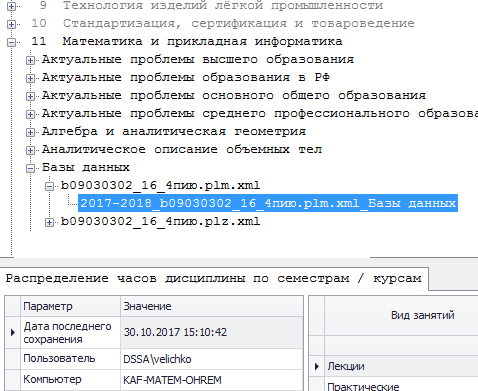 9 Технология изделий лёгкой промышленности
10 Стандартизация, сертификация и товароведение
11 Математика и прикладная информатика
Актуальные проблемы высшего образования
Актуальные проблемы образования в РФ
Актуальные проблемы основного общего образования
Актуальные проблемы среднего профессионального образова
Алгебра и аналитическая геометрия
Аналитическое описание объемных тел
Базы данных
b09030302_16_4пию.plm.xml
2017-2018_b09030302_16_4пию.plm.xml_Базы данных
b09030302_16_4пию.plz.xml
Распределение часов дисциплины по семестрам / курсам
Параметр Значение
Дата последнего сохранения 30.10.2017 15:10:42
Пользователь DSSA\velichko
Компьютер KAF-MATEM-OHREM
Вид занятий
Лекции
Практические